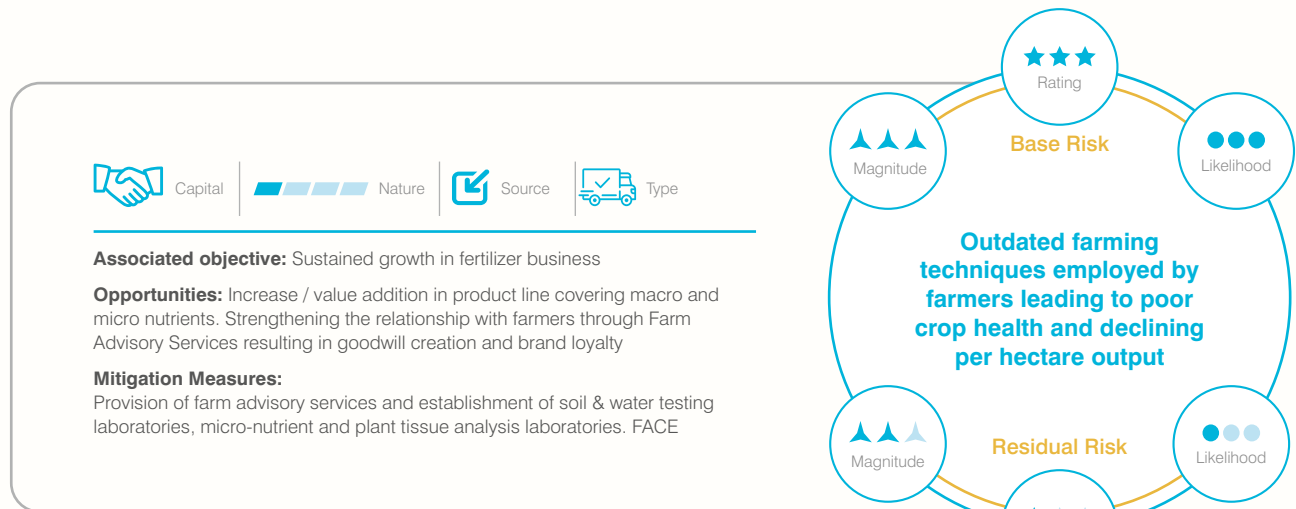 Rating
Base Risk
Magnitude
Likelihood
Capital
Nature
Source
Type
Associated objective: Sustained growth in fertilizer business
Opportunities: Increase / value addition in product line covering macro and
micro nutrients. Strengthening the relationship with farmers through Farm
Advisory Services resulting in goodwill creation and brand loyalty
Mitigation Measures:
Provision of farm advisory services and establishment of soil & water testing
laboratories, micro-nutrient and plant tissue analysis laboratories. FACE
Outdated farming
techniques employed by
farmers leading to poor
crop health and declining
per hectare output
Magnitude
Residual Risk
Likelihood